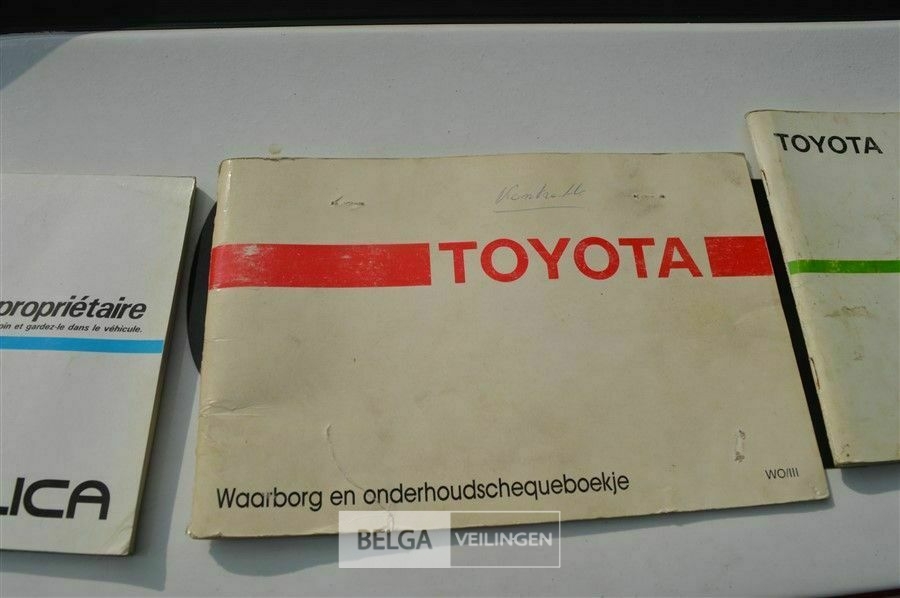 propriétaire
oin et gardez-le dans le véhicule.
LICA
TOYOTA
Waarborg en onderhoudschequeboekje
WO/III
TOYOTA
BELGA VEILINGEN